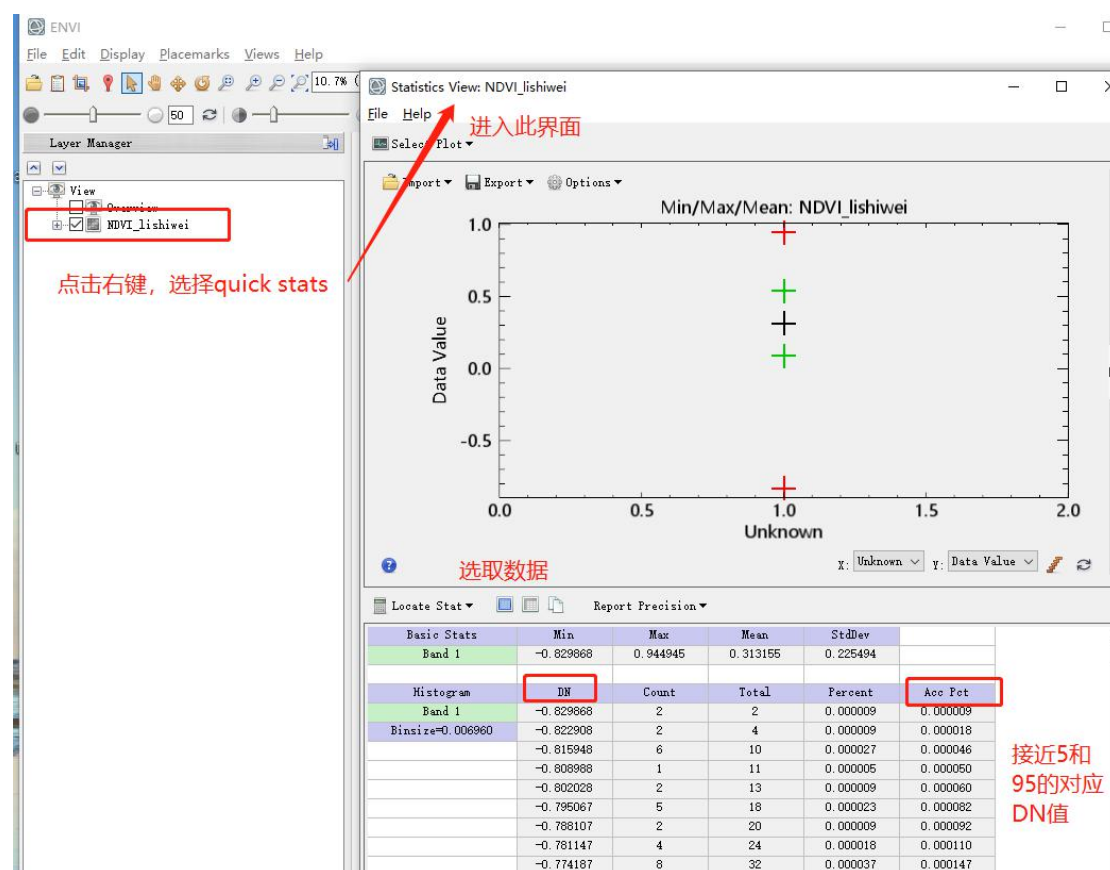 ENVI
File Edit Display Placemarks Views Help
10.7% (
50
Layer Manager
View
Overview
NDVI_lishiwei
点击右键，选择quick stats
Statistics View: NDVI_lishiwei
File Help
进入此界面
Select Plot
Import Export Options
Min/Max/Mean: NDVI_lishiwei
1.0
0.5
0.0
-0.5
Data Value
0.0 0.5 1.0 1.5 2.0
Unknown
选取数据
X: Unknown Y: Data Value
Locate Stat Report Precision
Basic Stats Min Max Mean StdDev
Band 1 -0.829868 0.944945 0.313155 0.225494
Histogram DN Count Total Percent Acc Pct
Band 1 -0.829868 2 2 0.000009 0.000009
Binsize=0.006960 -0.822908 2 4 0.000009 0.000018
-0.815948 6 10 0.000027 0.000046
-0.808988 1 11 0.000005 0.000050
-0.802028 2 13 0.000009 0.000060
-0.795067 5 18 0.000023 0.000082
-0.788107 2 20 0.000009 0.000092
-0.781147 4 24 0.000018 0.000110
-0.774187 8 32 0.000037 0.000147
接近5和
95的对应
DN值